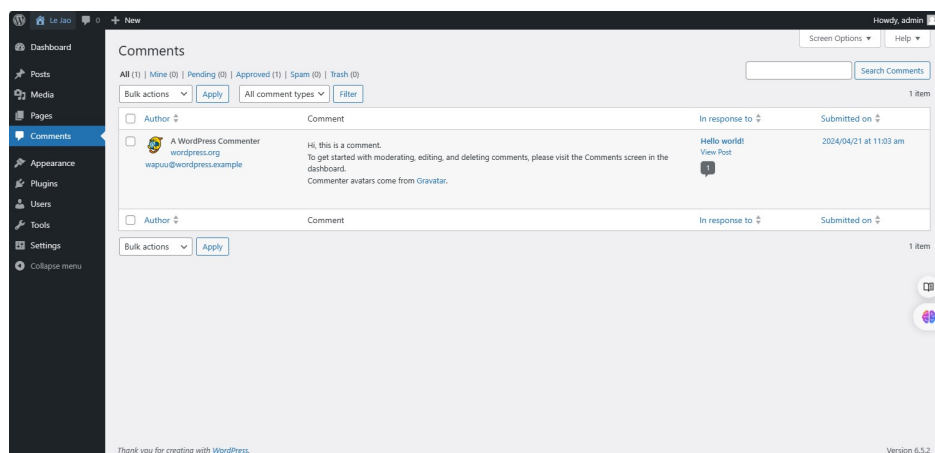 Le Jao 0 + New Howdy, admin
Screen Options ▼ Help ▼
Dashboard
Posts
Media
Pages
Comments
Appearance
Plugins
Users
Tools
Settings
Collapse menu
Comments
All (1) | Mine (0) | Pending (0) | Approved (1) | Spam (0) | Trash (0)
Search Comments
Bulk actions Apply All comment types Filter 1 item
Author Comment In response to Submitted on
A WordPress Commenter
wordpress.org
wapuu@wordpress.example
Hi, this is a comment.
To get started with moderating, editing, and deleting comments, please visit the Comments screen in the
dashboard.
Commenter avatars come from Gravatar.
Hello world!
View Post
1
2024/04/21 at 11:03 am
Author Comment In response to Submitted on
Bulk actions Apply 1 item
Thank you for creating with WordPress. Version 6.5.2